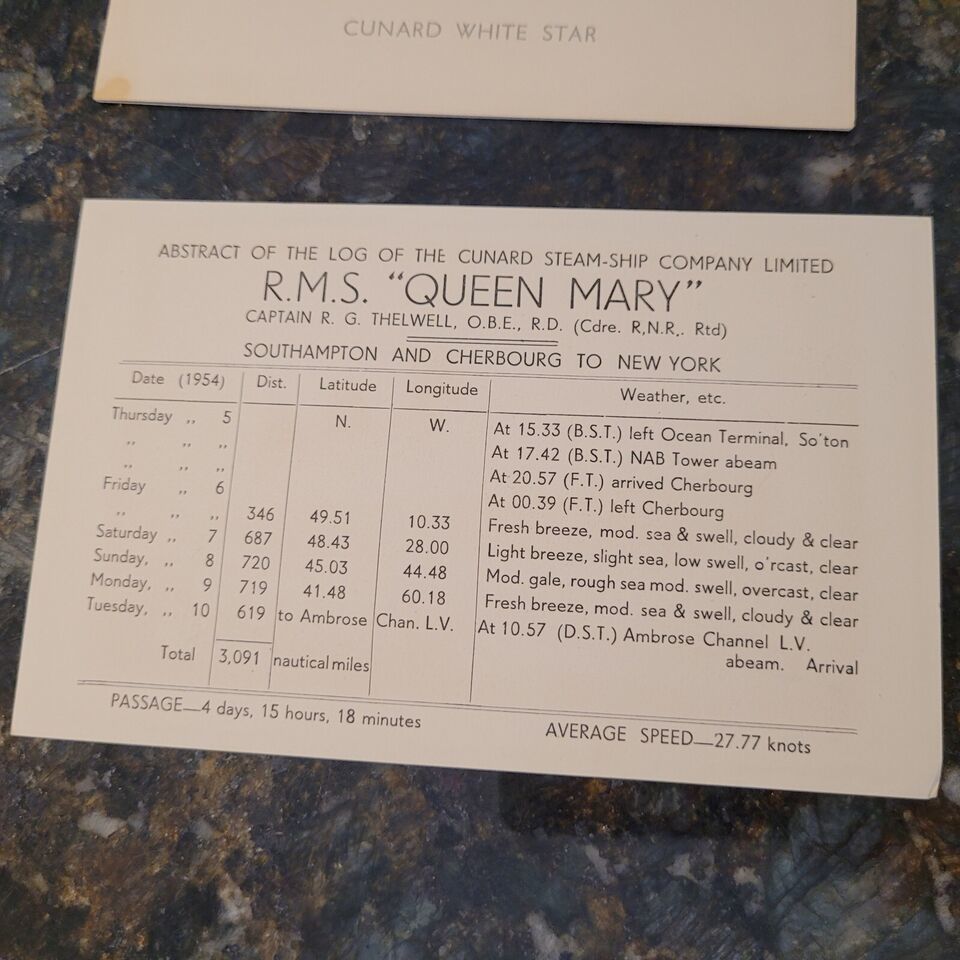 CUNARD WHITE STAR
ABSTRACT OF THE LOG OF THE CUNARD STEAM-SHIP COMPANY LIMITED
R.M.S. "QUEEN MARY"
CAPTAIN R. G. THELWELL, O.B.E., R.D. (Cdre. R,N.R,. Rtd)
SOUTHAMPTON AND CHERBOURG TO NEW YORK
Date (1954) Dist. Latitude Longitude Weather, etc.
Thursday ,, 5 N. W. At 15.33 (B.S.T.) left Ocean Terminal, So'ton
,, ,, ,, At 17.42 (B.S.T.) NAB Tower abeam
,, ,, ,, At 20.57 (F.T.) arrived Cherbourg
Friday ,, 6 At 00.39 (F.T.) left Cherbourg
,, ,, ,, 346 49.51 10.33 Fresh breeze, mod. sea & swell, cloudy & clear
Saturday ,, 7 687 48.43 28.00 Light breeze, slight sea, low swell, o'rcast, clear
Sunday, ,, 8 720 45.03 44.48 Mod. gale, rough sea mod. swell, overcast, clear
Monday, ,, 9 719 41.48 60.18 Fresh breeze, mod. sea & swell, cloudy & clear
Tuesday, ,, 10 619 to Ambrose Chan. L.V. At 10.57 (D.S.T.) Ambrose Channel L.V.
abeam. Arrival
Total 3,091 nautical miles
PASSAGE—4 days, 15 hours, 18 minutes AVERAGE SPEED—27.77 knots